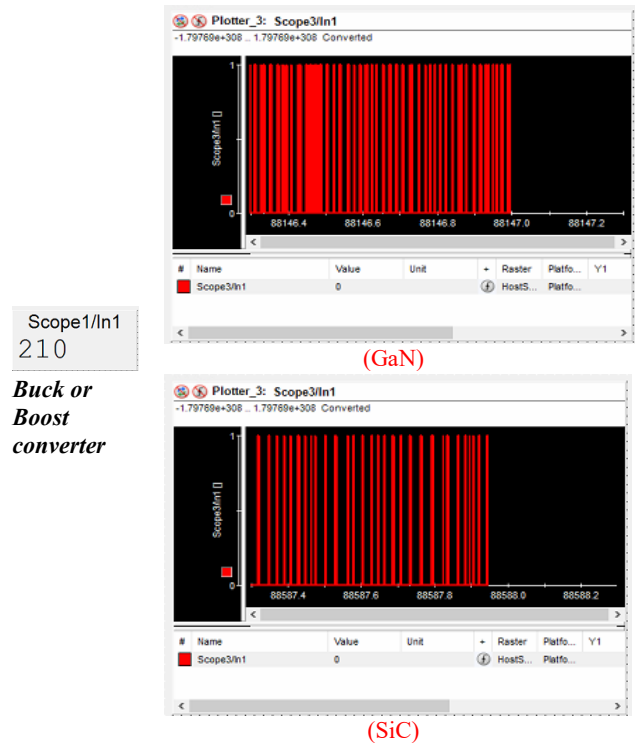 Plotter_3: Scope3/In1
-1.79769e+308 .. 1.79769e+308 Converted
1
Scope3/In1 []
0
88146.4 88146.6 88146.8 88147.0 88147.2
# Name Value Unit + Raster Platfo... Y1
Scope3/In1 0 HostS... Platfo...
(GaN)
Scope1/In1
210
Buck or
Boost
converter
Plotter_3: Scope3/In1
-1.79769e+308 .. 1.79769e+308 Converted
1
Scope3/In1 []
0
88587.4 88587.6 88587.8 88588.0 88588.2
# Name Value Unit + Raster Platfo... Y1
Scope3/In1 0 HostS... Platfo...
(SiC)